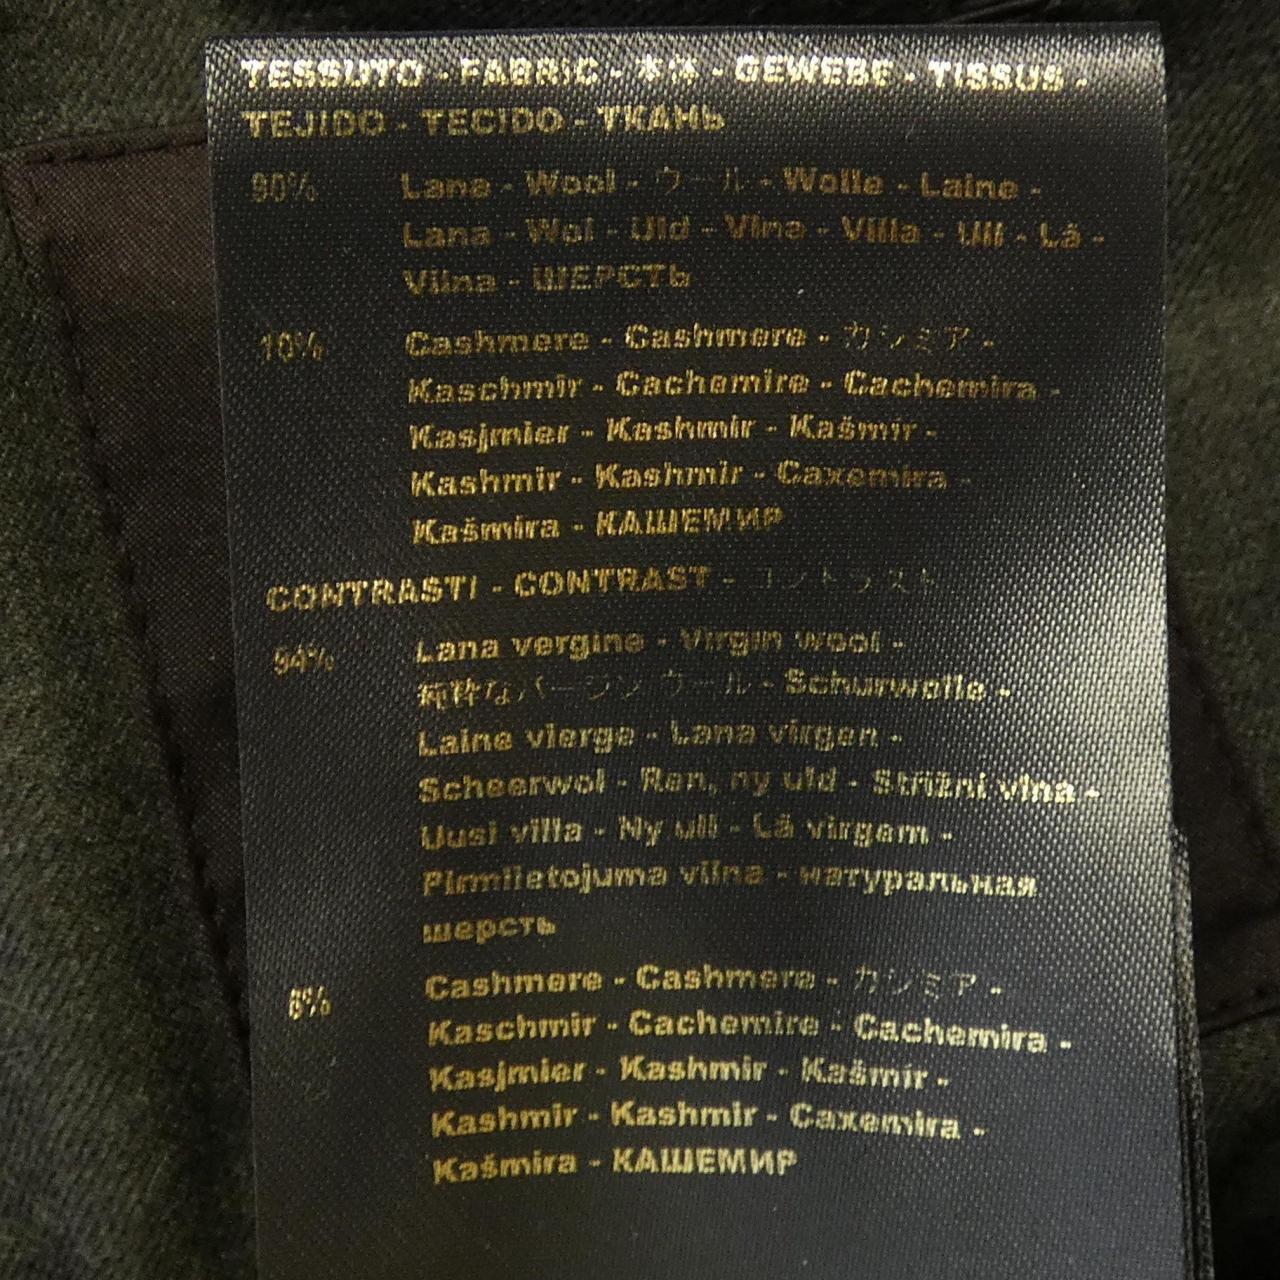 TESSUTO - FABRIC - 本体 - GEWEBE - TISSUS -
TEJIDO - TECIDO - ТКАНЬ
90% Lana - Wool - ウール - Wolle - Laine -
Lana - Wol - Uld - Vlna - Villa - Ull - Lã -
Vilna - ШЕРСТЬ
10% Cashmere - Cashmere - カシミア -
Kaschmir - Cachemire - Cachemira -
Kasjmier - Kashmir - Kašmír -
Kashmir - Kashmir - Caxemira -
Kašmira - КАШЕМИР
CONTRASTI - CONTRAST - コントラスト
94% Lana vergine - Virgin wool -
純粋なバージン ウール - Schurwolle -
Laine vierge - Lana virgen -
Scheerwol - Ren, ny uld - Střižní vlna -
Uusi villa - Ny ull - Lã virgem -
Pirmlietojuma vilna - натуральная
шерсть
6% Cashmere - Cashmere - カシミア -
Kaschmir - Cachemire - Cachemira -
Kasjmier - Kashmir - Kašmír -
Kashmir - Kashmir - Caxemira -
Kašmira - КАШЕМИР